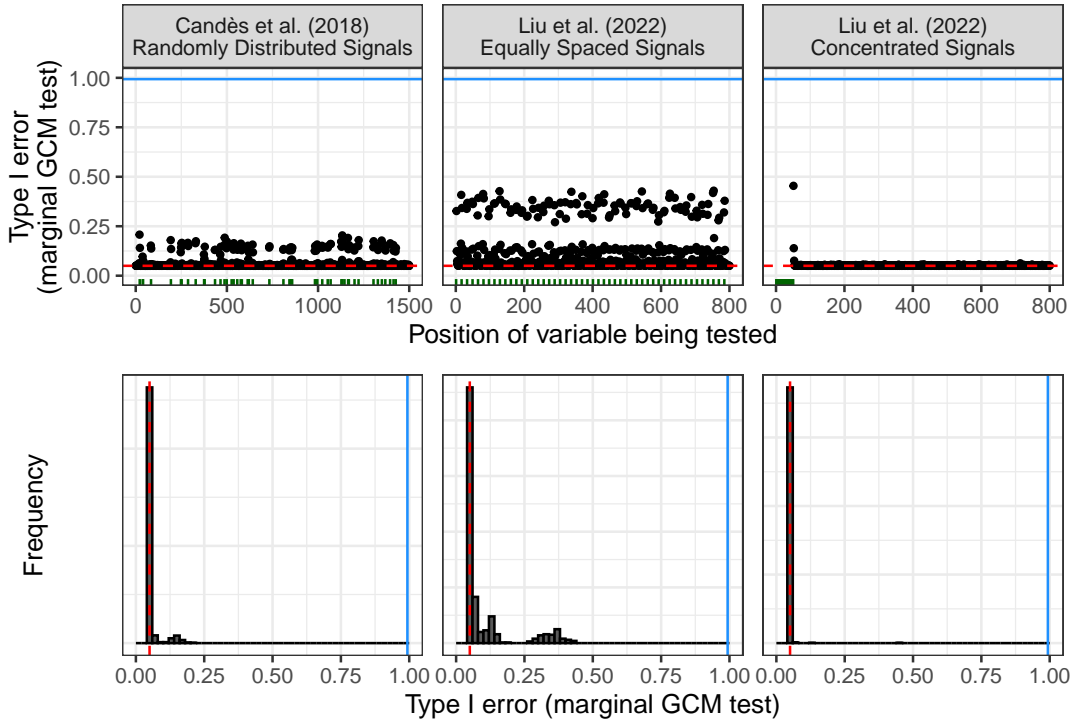 Candès et al. (2018)
Randomly Distributed Signals
Liu et al. (2022)
Equally Spaced Signals
Liu et al. (2022)
Concentrated Signals
Type I error
(marginal GCM test)
1.00
0.75
0.50
0.25
0.00
0 500 1000 1500
0 200 400 600 800
0 200 400 600 800
Position of variable being tested
Frequency
0.00 0.25 0.50 0.75 1.00
0.00 0.25 0.50 0.75 1.00
0.00 0.25 0.50 0.75 1.00
Type I error (marginal GCM test)